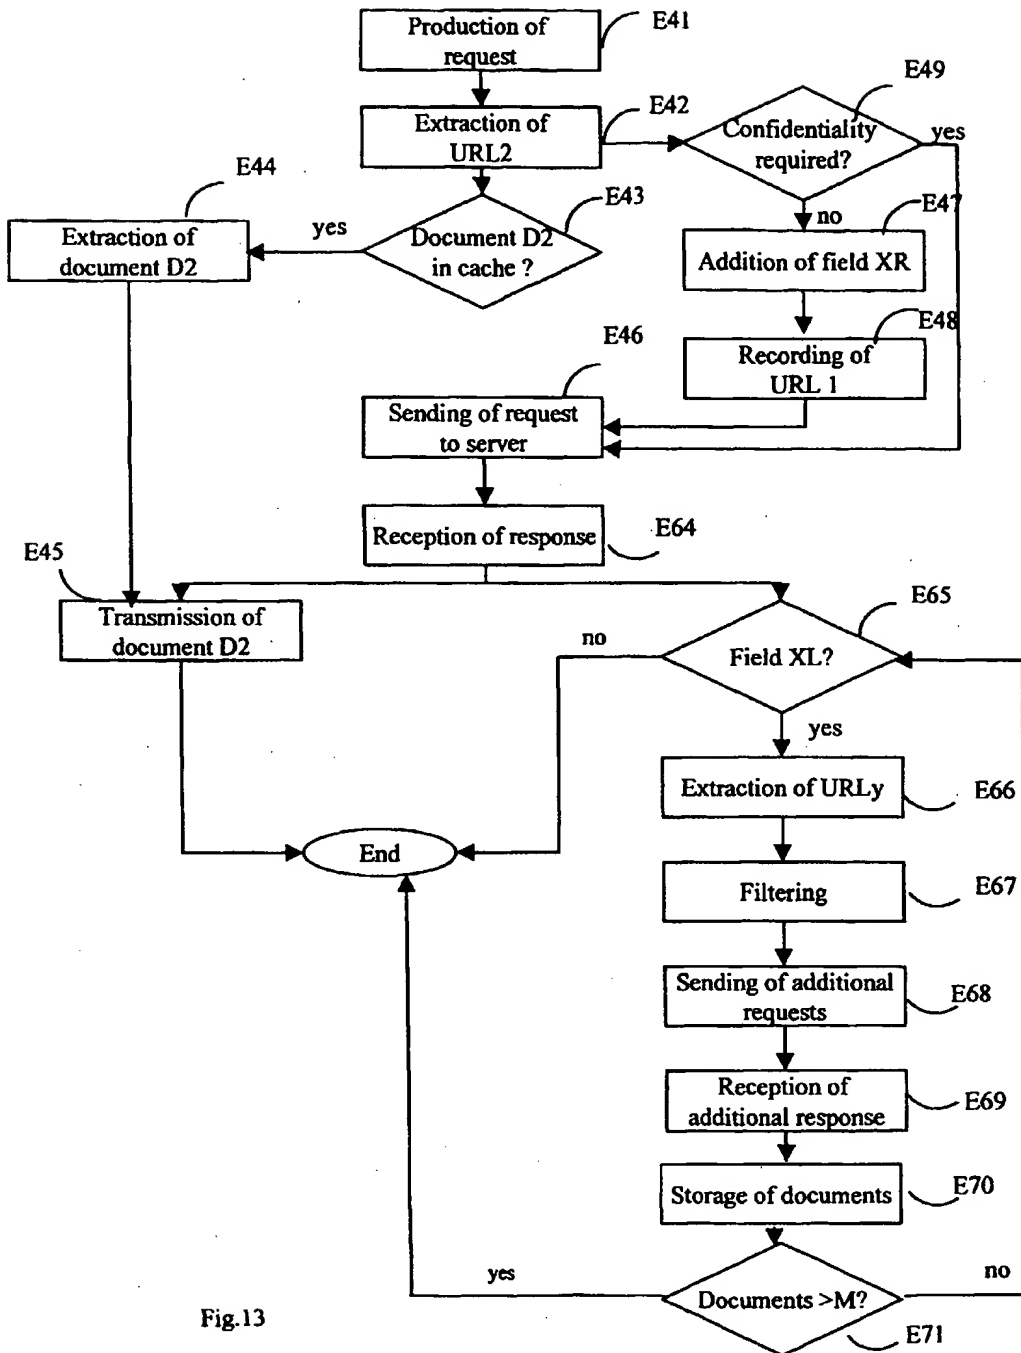 Production of
request
E41
Extraction of
URL2
E42
E49
Confidentiality
required?
yes
E44
Extraction of
document D2
yes
Document D2
in cache ?
E43
no
E47
Addition of field XR
E48
Recording of
URL 1
E46
Sending of request
to server
Reception of response
E64
E45
Transmission of
document D2
E65
Field XL?
no
yes
Extraction of URLy
E66
End
Filtering
E67
Sending of additional
requests
E68
Reception of
additional response
E69
Storage of documents
E70
yes
Documents >M?
no
E71
Fig.13